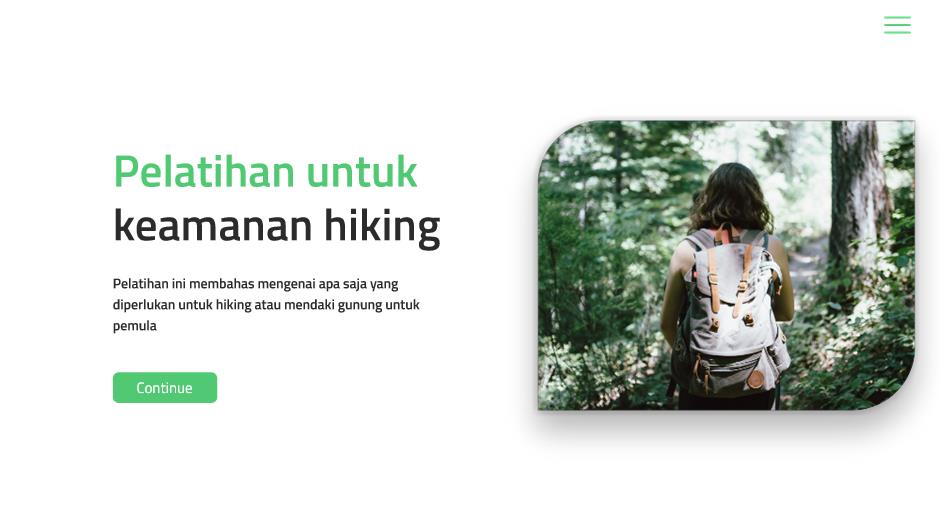 Pelatihan untuk
keamanan hiking
Pelatihan ini membahas mengenai apa saja yang
diperlukan untuk hiking atau mendaki gunung untuk
pemula
Continue